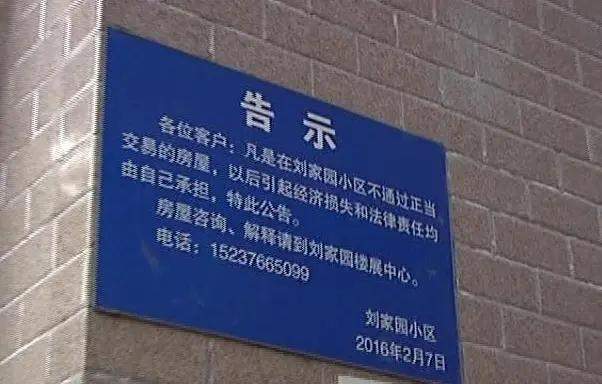 告示
各位客户：凡是在刘家园小区不通过正当
交易的房屋，以后引起经济损失和法律责任均
由自己承担，特此公告。
房屋咨询、解释请到刘家园楼展中心。
电话：15237665099
刘家园小区
2016年2月7日